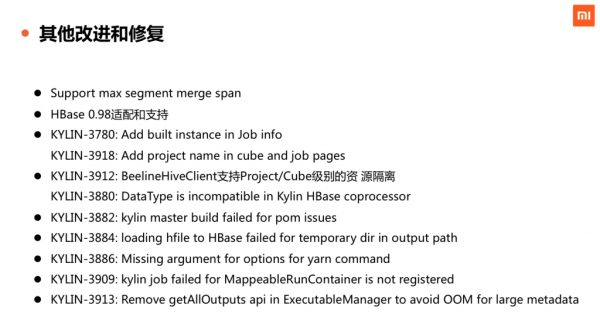 其他改进和修复
MI
Support max segment merge span
HBase 0.98适配和支持
KYLIN-3780: Add built instance in Job info
KYLIN-3918: Add project name in cube and job pages
KYLIN-3912: BeelineHiveClient支持Project/Cube级别的资 源隔离
KYLIN-3880: DataType is incompatible in Kylin HBase coprocessor
KYLIN-3882: kylin master build failed for pom issues
KYLIN-3884: loading hfile to HBase failed for temporary dir in output path
KYLIN-3886: Missing argument for options for yarn command
KYLIN-3909: kylin job failed for MappeableRunContainer is not registered
KYLIN-3913: Remove getAllOutputs api in ExecutableManager to avoid OOM for large metadata